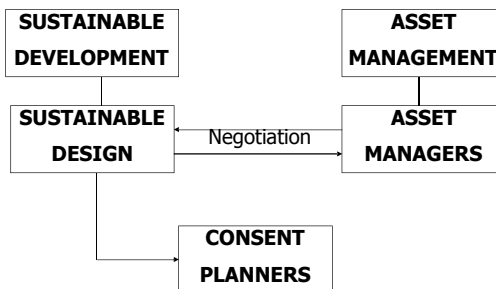 SUSTAINABLE
DEVELOPMENT
ASSET
MANAGEMENT
SUSTAINABLE
DESIGN
Negotiation
ASSET
MANAGERS
CONSENT
PLANNERS